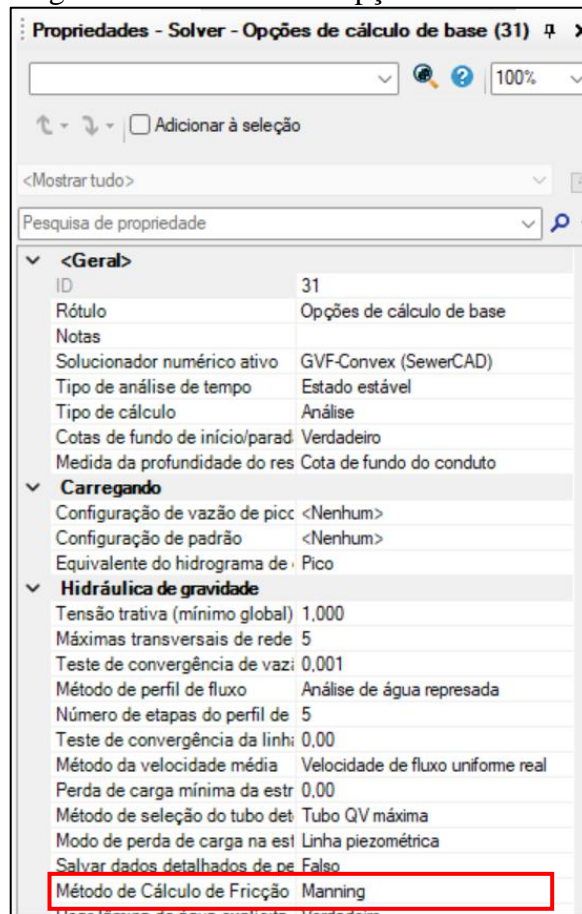 Propriedades - Solver - Opções de cálculo de base (31)
100%
Adicionar à seleção
<Mostrar tudo>
Pesquisa de propriedade
<Geral>
ID 31
Rótulo Opções de cálculo de base
Notas
Solucionador numérico ativo GVF-Convex (SewerCAD)
Tipo de análise de tempo Estado estável
Tipo de cálculo Análise
Cotas de fundo de início/parad Verdadeiro
Medida da profundidade do res Cota de fundo do conduto
Carregando
Configuração de vazão de picc <Nenhum>
Configuração de padrão <Nenhum>
Equivalente do hidrograma de Pico
Hidráulica de gravidade
Tensão trativa (mínimo global) 1,000
Máximas transversais de rede 5
Teste de convergência de vazã 0,001
Método de perfil de fluxo Análise de água represada
Número de etapas do perfil de 5
Teste de convergência da linha 0,00
Método da velocidade média Velocidade de fluxo uniforme real
Perda de carga mínima da estr 0,00
Método de seleção do tubo det Tubo QV máxima
Modo de perda de carga na est Linha piezométrica
Salvar dados detalhados de pe Falso
Método de Cálculo de Fricção Manning